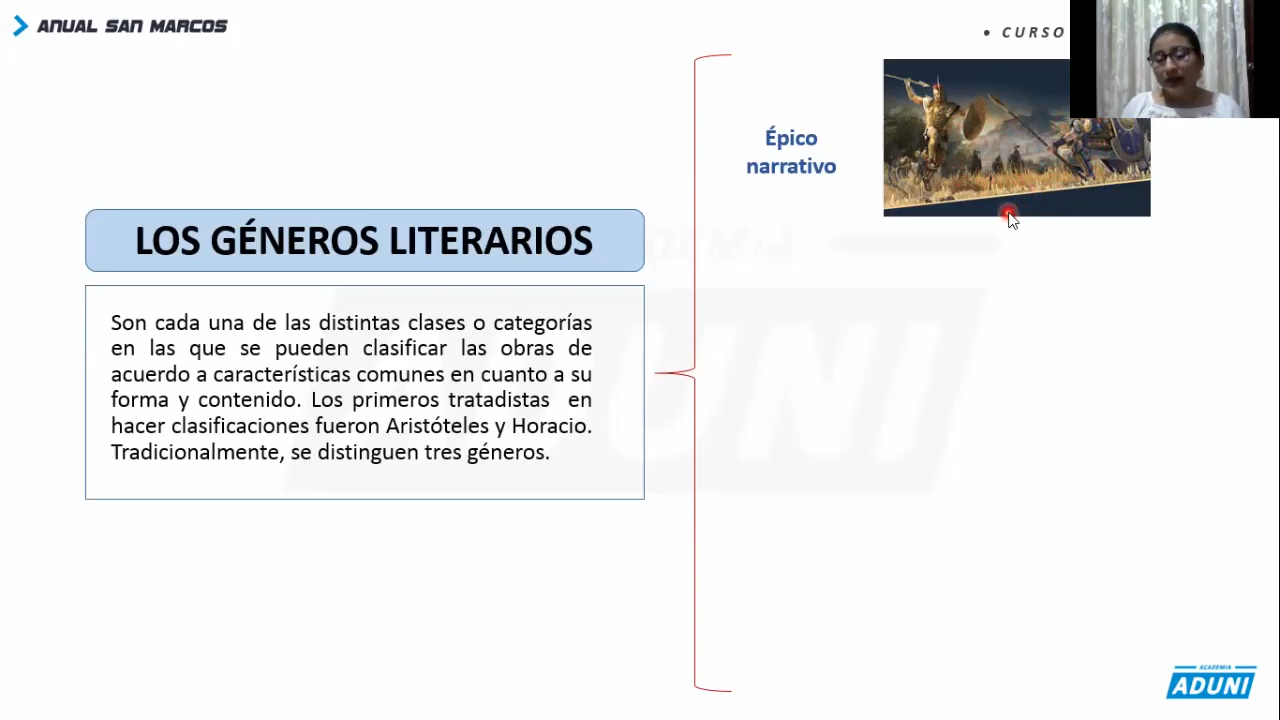 ANUAL SAN MARCOS
• CURSO
Épico
narrativo
LOS GÉNEROS LITERARIOS
Son cada una de las distintas clases o categorías
en las que se pueden clasificar las obras de
acuerdo a características comunes en cuanto a su
forma y contenido. Los primeros tratadistas en
hacer clasificaciones fueron Aristóteles y Horacio.
Tradicionalmente, se distinguen tres géneros.
ADUNI
ACADEMIA
ADUNI